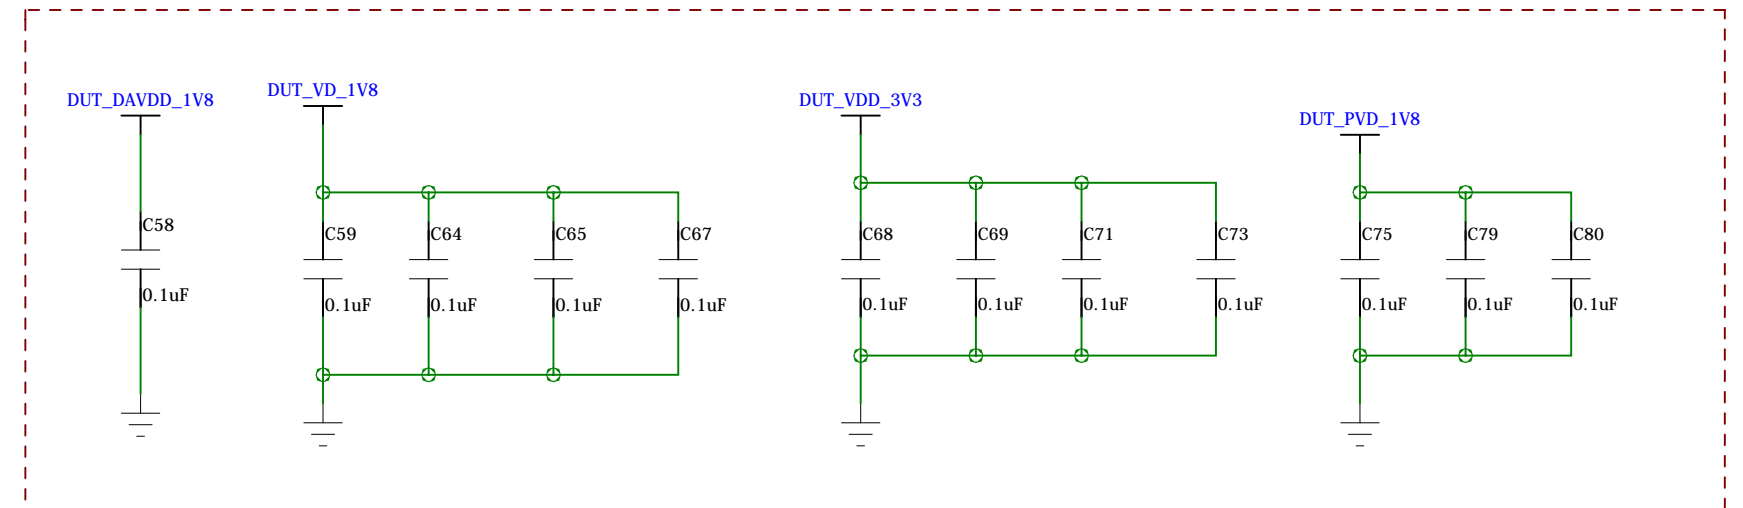 DUT_DAVDD_1V8
DUT_VD_1V8
DUT_VDD_3V3
DUT_PVD_1V8
C58
C59
C64
C65
C67
C68
C69
C71
C73
C75
C79
C80
0.1uF
0.1uF
0.1uF
0.1uF
0.1uF
0.1uF
0.1uF
0.1uF
0.1uF
0.1uF
0.1uF
0.1uF